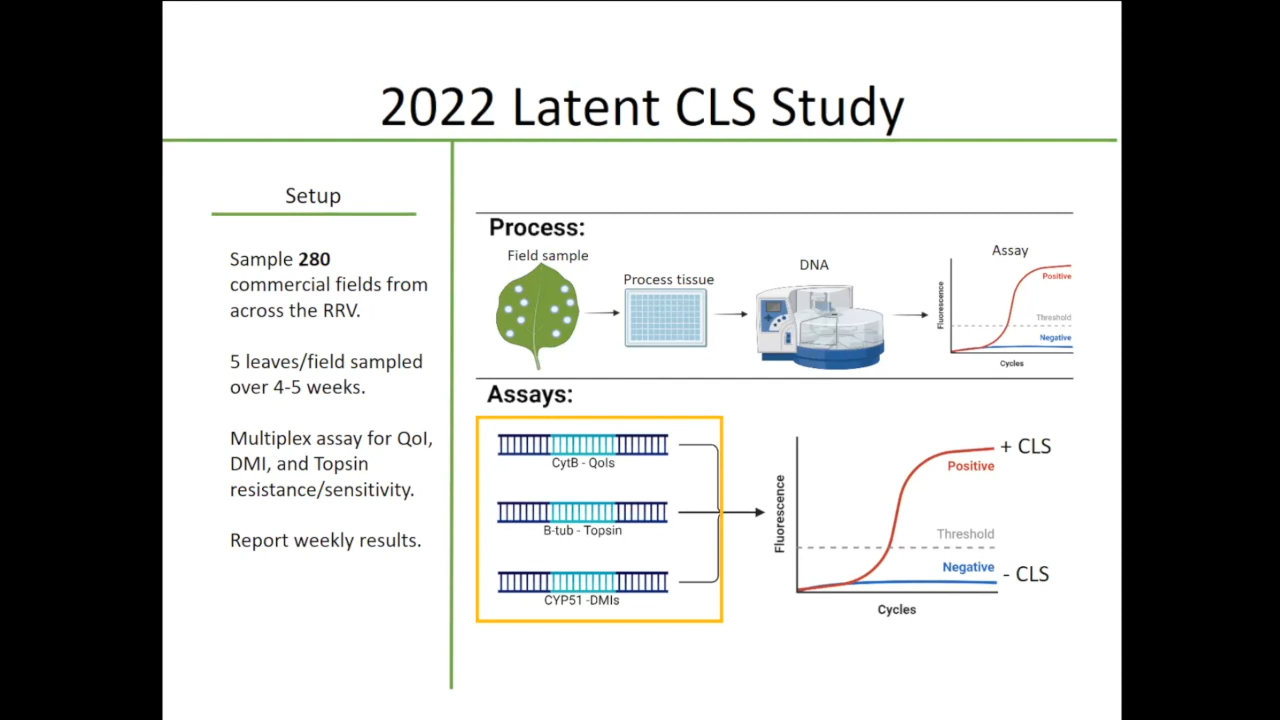 2022 Latent CLS Study
Setup
Sample 280
commercial fields from
across the RRV.
5 leaves/field sampled
over 4-5 weeks.
Multiplex assay for QoI,
DMI, and Topsin
resistance/sensitivity.
Report weekly results.
Process:
Field sample
Process tissue
DNA
Assay
Fluorescence
Positive
Threshold
Negative
Cycles
Assays:
CytB - QoIs
B-tub - Topsin
CYP51 -DMIs
Fluorescence
+ CLS
Positive
Threshold
Negative
- CLS
Cycles